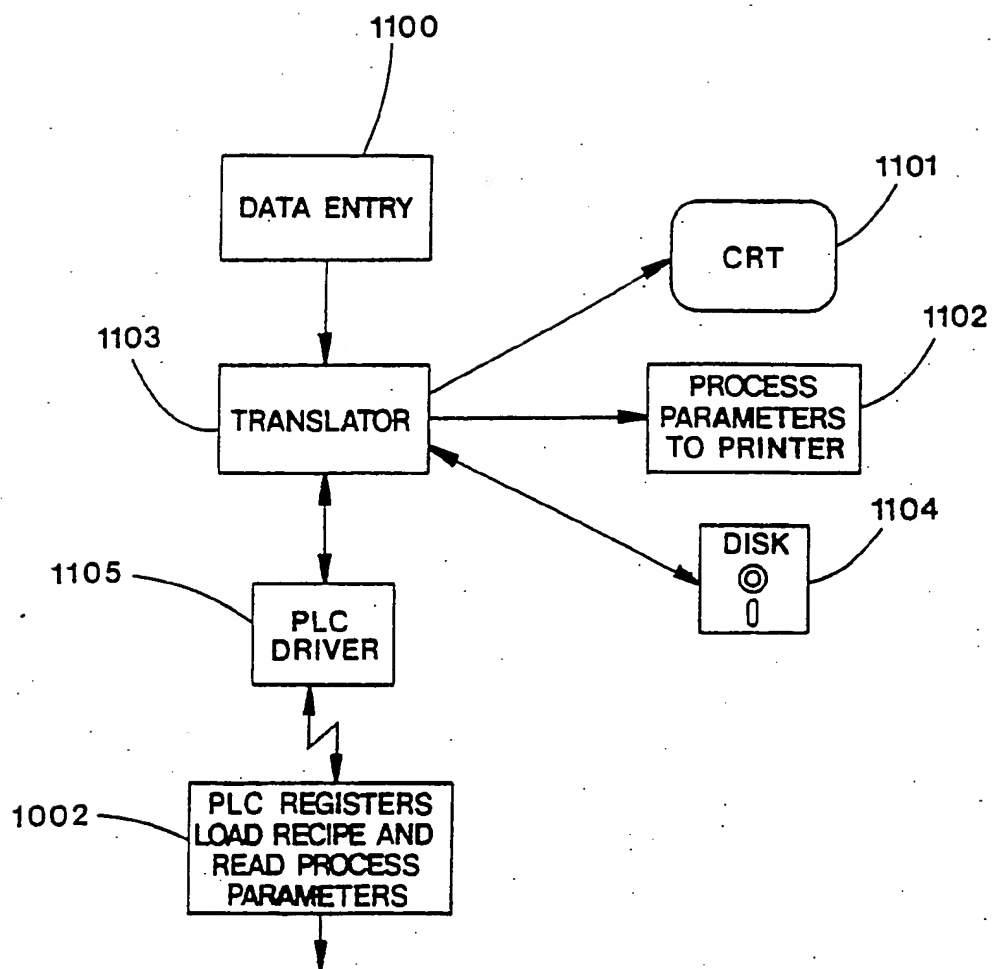 1100
DATA ENTRY
1101
CRT
1103
TRANSLATOR
1102
PROCESS
PARAMETERS
TO PRINTER
1104
DISK
1105
PLC
DRIVER
1002
PLC REGISTERS
LOAD RECIPE AND
READ PROCESS
PARAMETERS